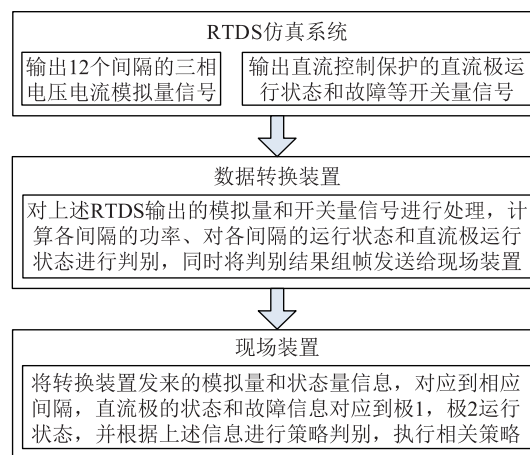 RTDS仿真系统
输出12个间隔的三相
电压电流模拟量信号
输出直流控制保护的直流极运
行状态和故障等开关量信号
数据转换装置
对上述RTDS输出的模拟量和开关量信号进行处理，计
算各间隔的功率、对各间隔的运行状态和直流极运行
状态进行判别，同时将判别结果组帧发送给现场装置
现场装置
将转换装置发来的模拟量和状态量信息，对应到相应
间隔，直流极的状态和故障信息对应到极1，极2运行
状态，并根据上述信息进行策略判别，执行相关策略